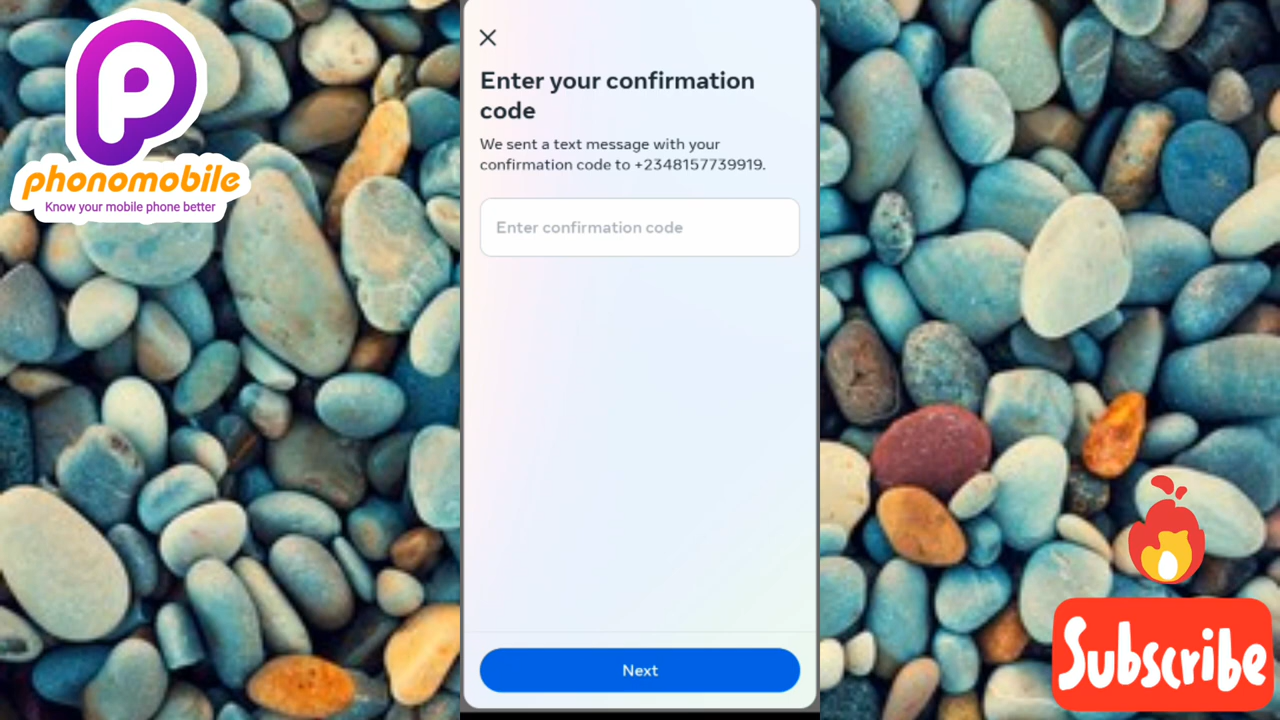 P
phonomobile
Know your mobile phone better
Enter your confirmation
code
We sent a text message with your
confirmation code to +2348157739919.
Enter confirmation code
Next
Subscribe